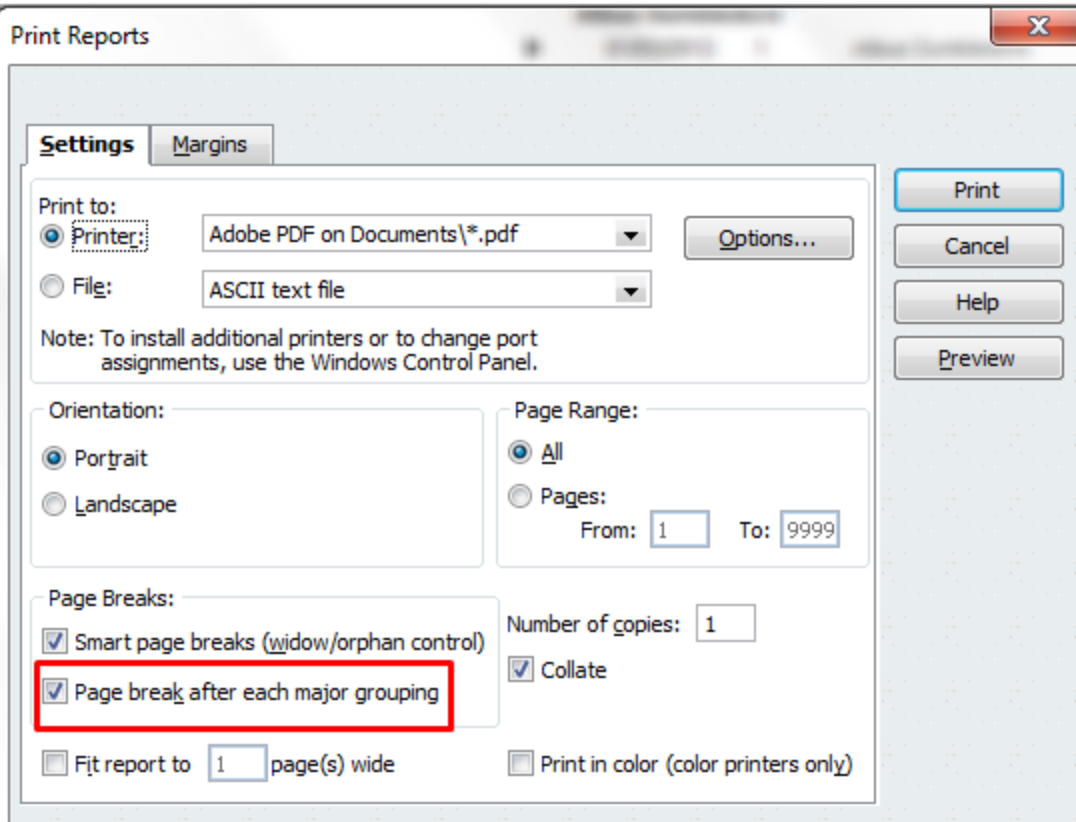 Print Reports
Settings
Margins
Print to:
Printer:
Adobe PDF on Documents\*.pdf
Options...
File:
ASCII text file
Note: To install additional printers or to change port
assignments, use the Windows Control Panel.
Print
Cancel
Help
Preview
Orientation:
Portrait
Landscape
Page Range:
All
Pages:
From: 1 To: 9999
Page Breaks:
Smart page breaks (widow/orphan control)
Page break after each major grouping
Number of copies: 1
Collate
Fit report to 1 page(s) wide
Print in color (color printers only)